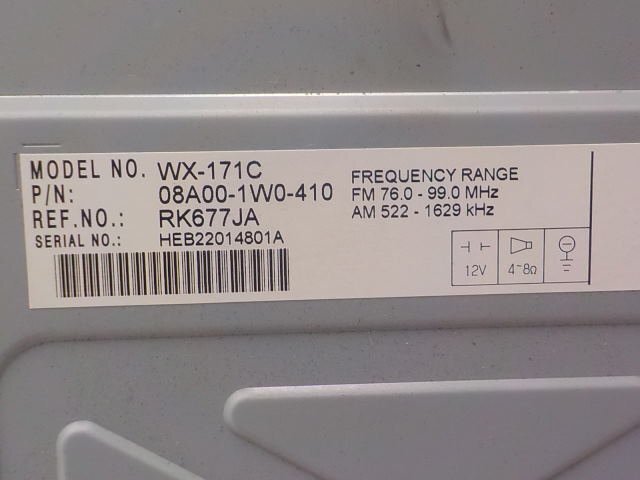 MODEL NO. WX-171C
P/N: 08A00-1W0-410
REF.NO.: RK677JA
SERIAL NO.: HEB22014801A
FREQUENCY RANGE
FM 76.0 - 99.0 MHz
AM 522 - 1629 kHz
12V 4~8Ω